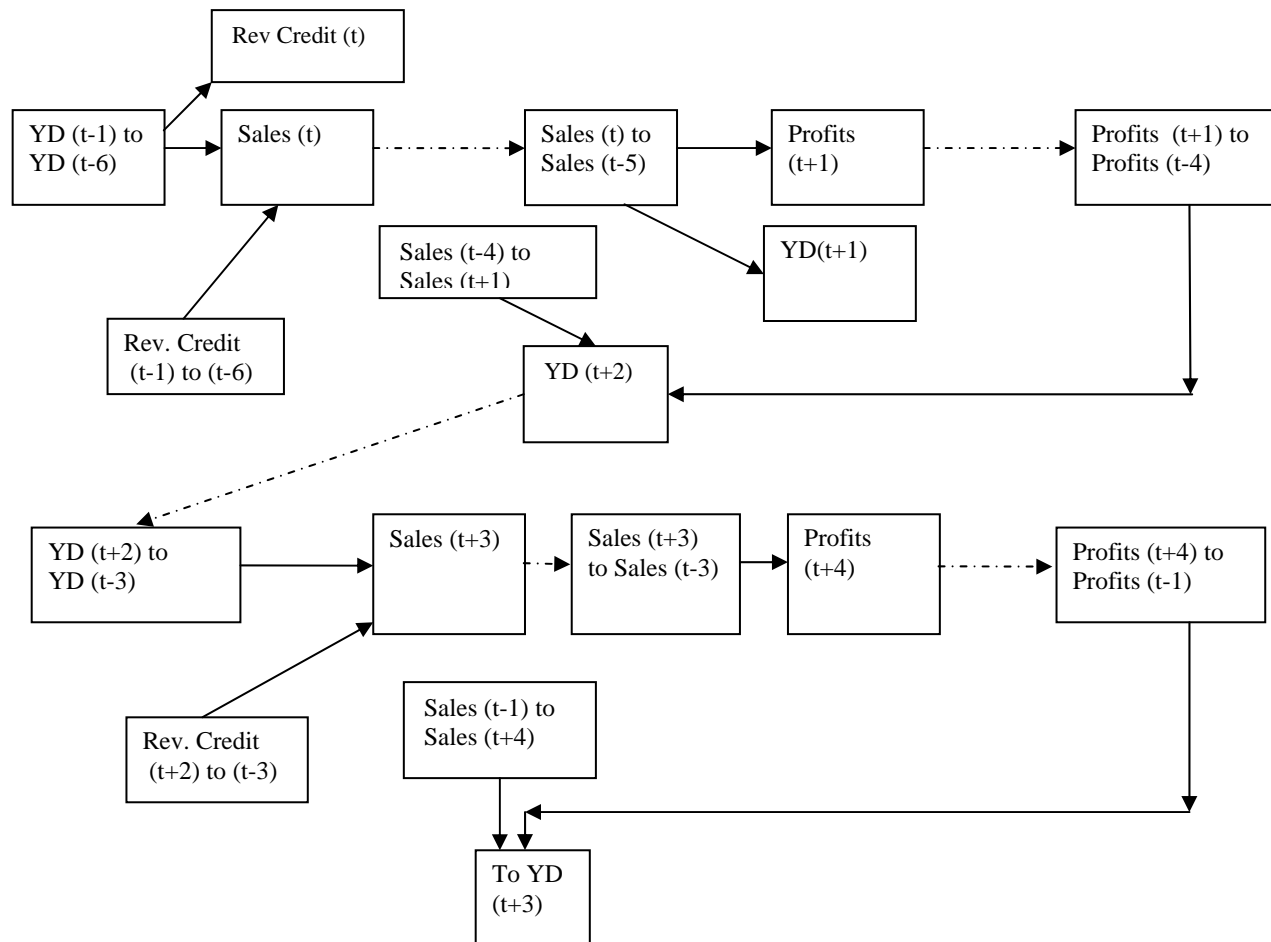 Rev Credit (t)
YD (t-1) to
YD (t-6)
Sales (t)
Sales (t) to
Sales (t-5)
Profits
(t+1)
Profits (t+1) to
Profits (t-4)
Sales (t-4) to
Sales (t+1)
YD(t+1)
Rev. Credit
(t-1) to (t-6)
YD (t+2)
YD (t+2) to
YD (t-3)
Sales (t+3)
Sales (t+3)
to Sales (t-3)
Profits
(t+4)
Profits (t+4) to
Profits (t-1)
Rev. Credit
(t+2) to (t-3)
Sales (t-1) to
Sales (t+4)
To YD
(t+3)